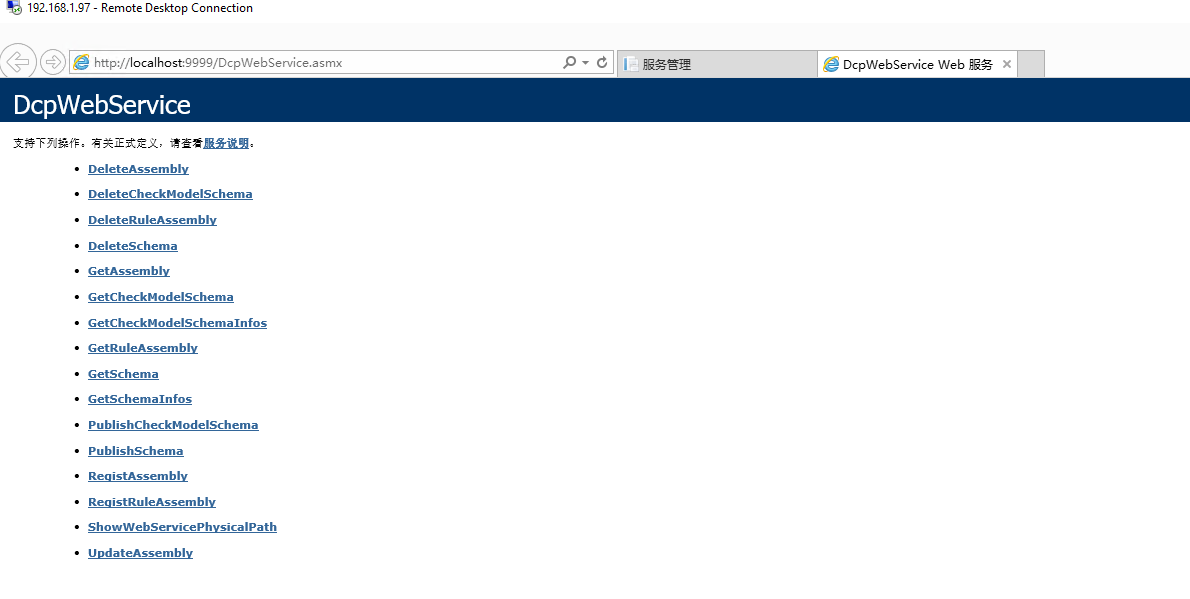 192.168.1.97 - Remote Desktop Connection
http://localhost:9999/DcpWebService.asmx
服务管理
DcpWebService Web 服务
DcpWebService
支持下列操作。有关正式定义，请查看服务说明。
DeleteAssembly
DeleteCheckModelSchema
DeleteRuleAssembly
DeleteSchema
GetAssembly
GetCheckModelSchema
GetCheckModelSchemaInfos
GetRuleAssembly
GetSchema
GetSchemaInfos
PublishCheckModelSchema
PublishSchema
RegistAssembly
RegistRuleAssembly
ShowWebServicePhysicalPath
UpdateAssembly